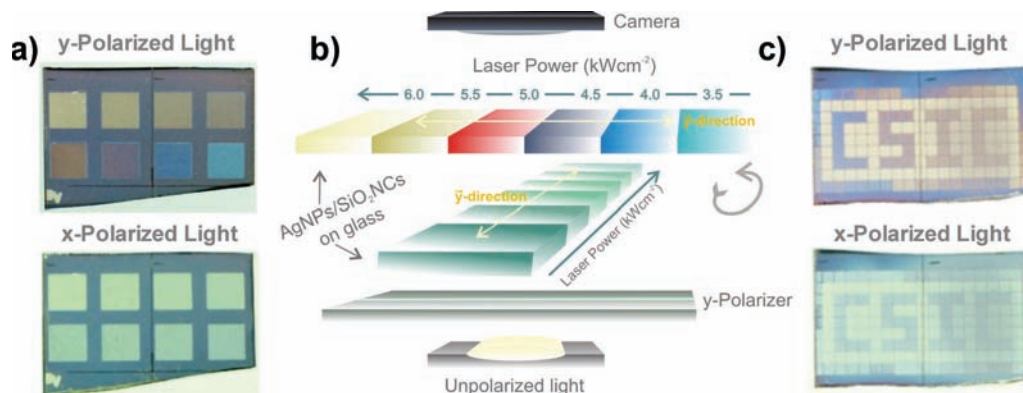 a)
y-Polarized Light
x-Polarized Light
b)
Camera
Laser Power (kWcm⁻²)
6.0 5.5 5.0 4.5 4.0 3.5
ȳ-direction
ȳ-direction
AgNPs/SiO₂NCs
on glass
Laser Power (kWcm⁻²)
y-Polarizer
Unpolarized light
c)
y-Polarized Light
CS
x-Polarized Light
CS